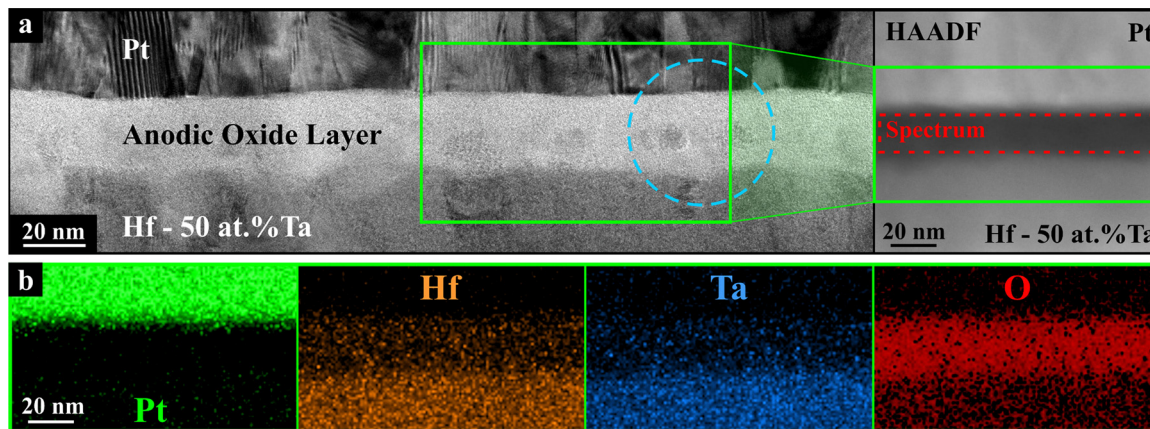 a
Pt
Anodic Oxide Layer
20 nm
Hf - 50 at.%Ta
HAADF
Pt
Spectrum
20 nm
Hf - 50 at.%Ta
b
20 nm
Pt
Hf
Ta
O